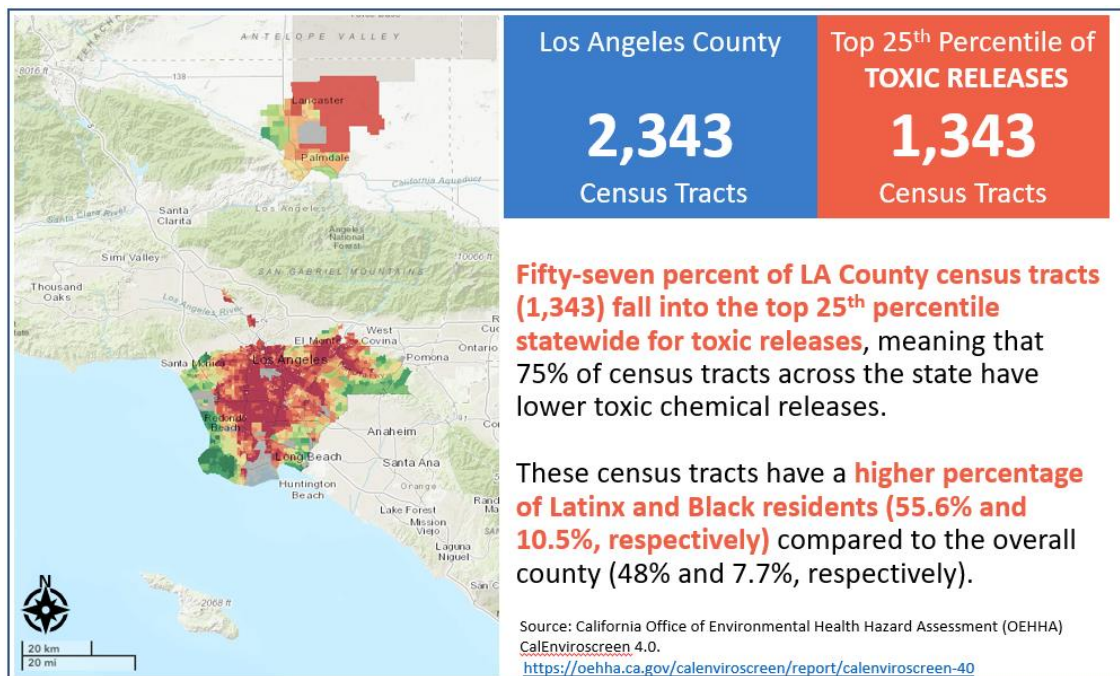 ANTELOPE VALLEY
8016 ft
138
Lancaster
Palmdale
California Aqueduct
Santa Clara River
Santa
Clarita
Los Angeles
Angeles
National
Forest
10066 ft
Simi Valley
SAN GABRIEL MOUNTAINS
Thousand
Oaks
Los Angeles River
El Monte
West
Covina
Santa Monica
Los Angeles
Pomona
Ontario
Redondo
Beach
Anaheim
Long Beach
Santa Ana
Huntington
Beach
Orange
Lake Forest
Mission
Viejo
Laguna
Niguel
2068 ft
N
20 km
20 mi
Los Angeles County
2,343
Census Tracts
Top 25th Percentile of
TOXIC RELEASES
1,343
Census Tracts
Fifty-seven percent of LA County census tracts
(1,343) fall into the top 25th percentile
statewide for toxic releases, meaning that
75% of census tracts across the state have
lower toxic chemical releases.
These census tracts have a higher percentage
of Latinx and Black residents (55.6% and
10.5%, respectively) compared to the overall
county (48% and 7.7%, respectively).
Source: California Office of Environmental Health Hazard Assessment (OEHHA)
CalEnviroscreen 4.0.
https://oehha.ca.gov/calenviroscreen/report/calenviroscreen-40